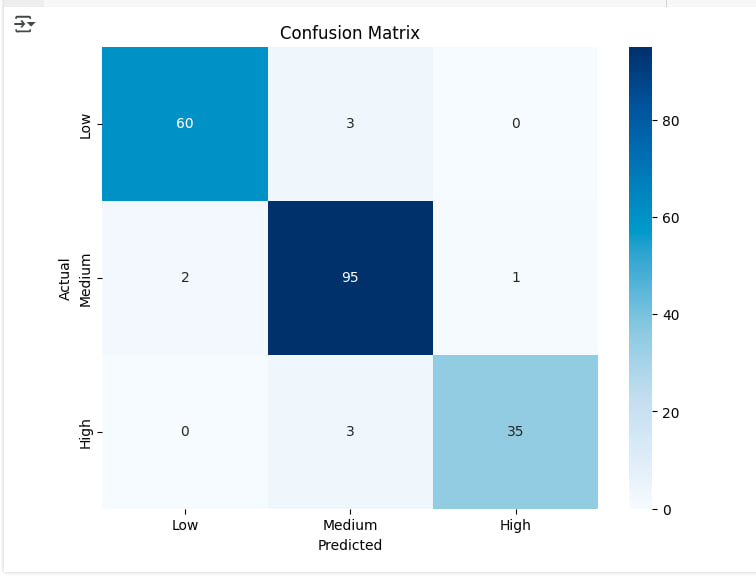 Confusion Matrix
Low
60
3
0
Actual
Medium
2
95
1
High
0
3
35
Low
Medium
High
Predicted
80
60
40
20
0